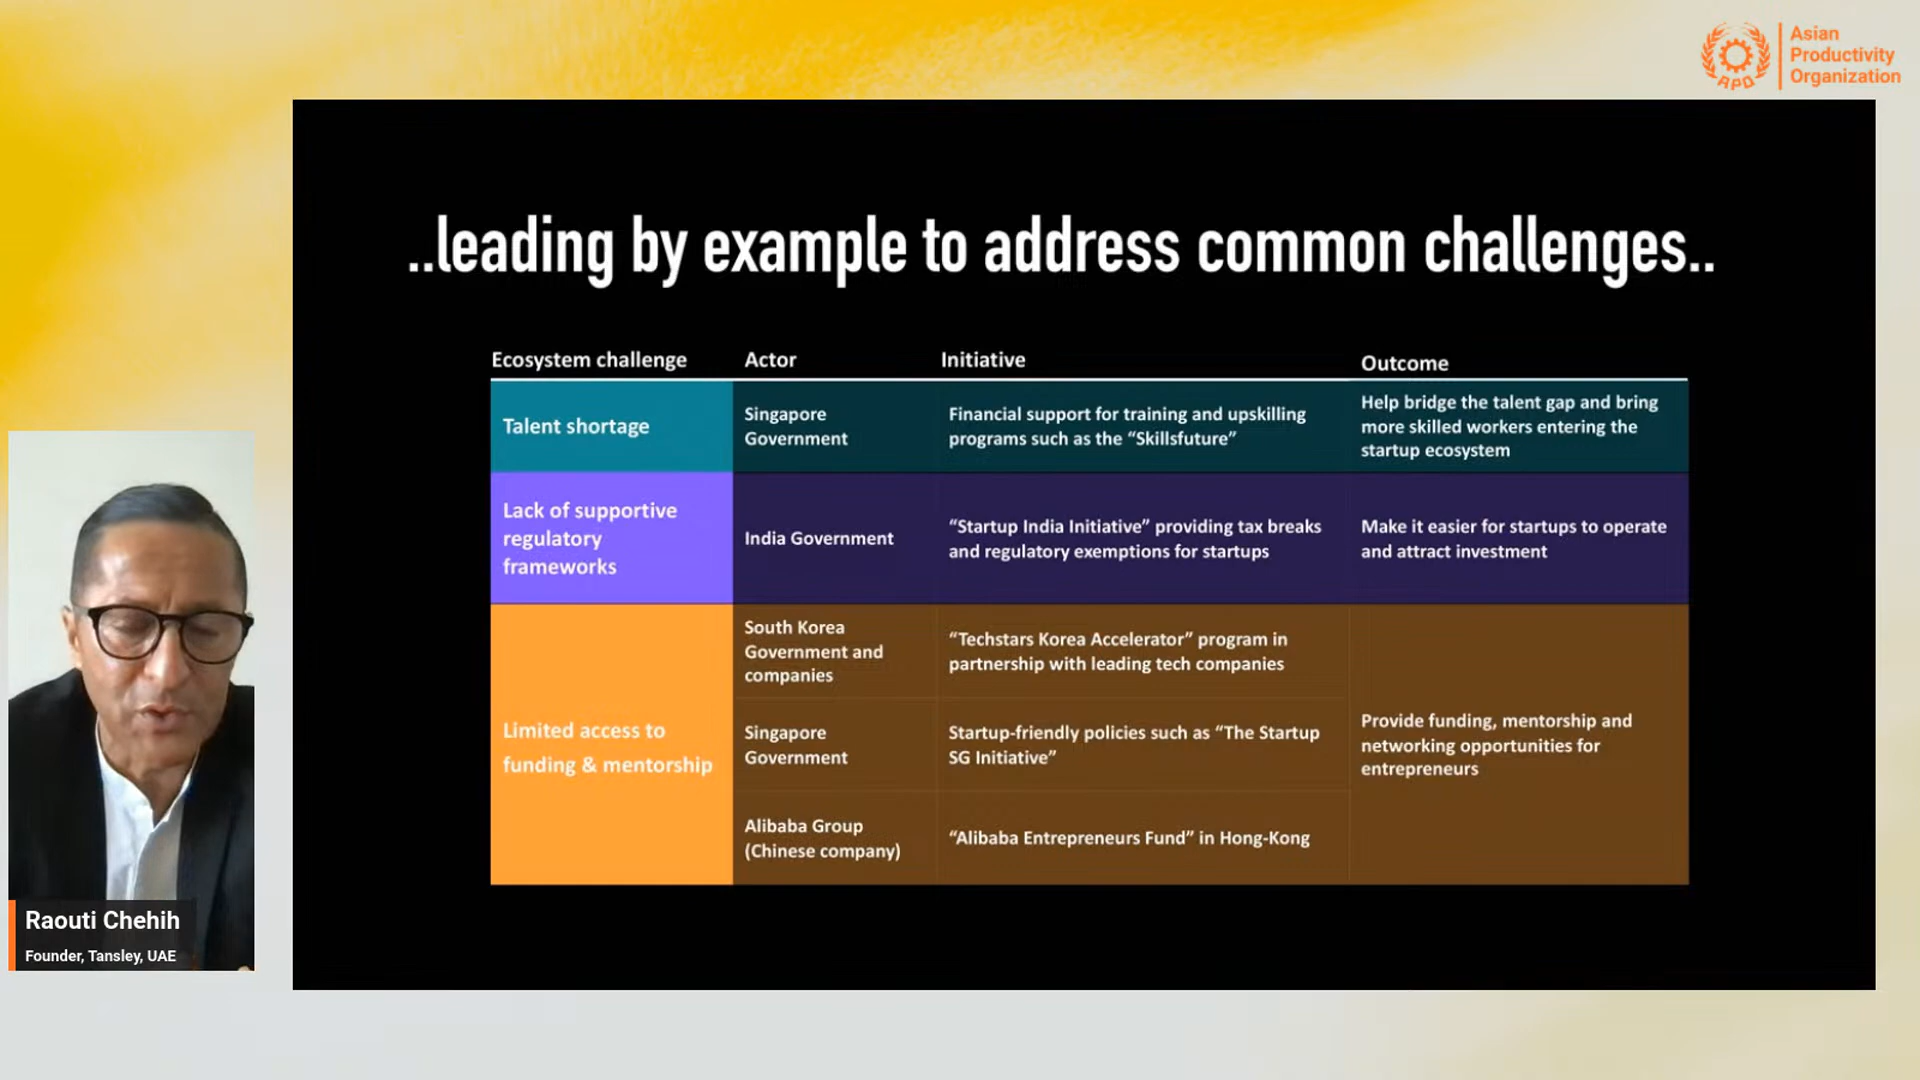 Asian
Productivity
Organization
APO
..leading by example to address common challenges..
Ecosystem challenge
Actor
Initiative
Outcome
Talent shortage
Singapore
Government
Financial support for training and upskilling
programs such as the “Skillsfuture”
Help bridge the talent gap and bring
more skilled workers entering the
startup ecosystem
Lack of supportive
regulatory
frameworks
India Government
“Startup India Initiative” providing tax breaks
and regulatory exemptions for startups
Make it easier for startups to operate
and attract investment
Limited access to
funding & mentorship
South Korea
Government and
companies
“Techstars Korea Accelerator” program in
partnership with leading tech companies
Singapore
Government
Startup-friendly policies such as “The Startup
SG Initiative”
Alibaba Group
(Chinese company)
“Alibaba Entrepreneurs Fund” in Hong-Kong
Provide funding, mentorship and
networking opportunities for
entrepreneurs
Raouti Chehih
Founder, Tansley, UAE